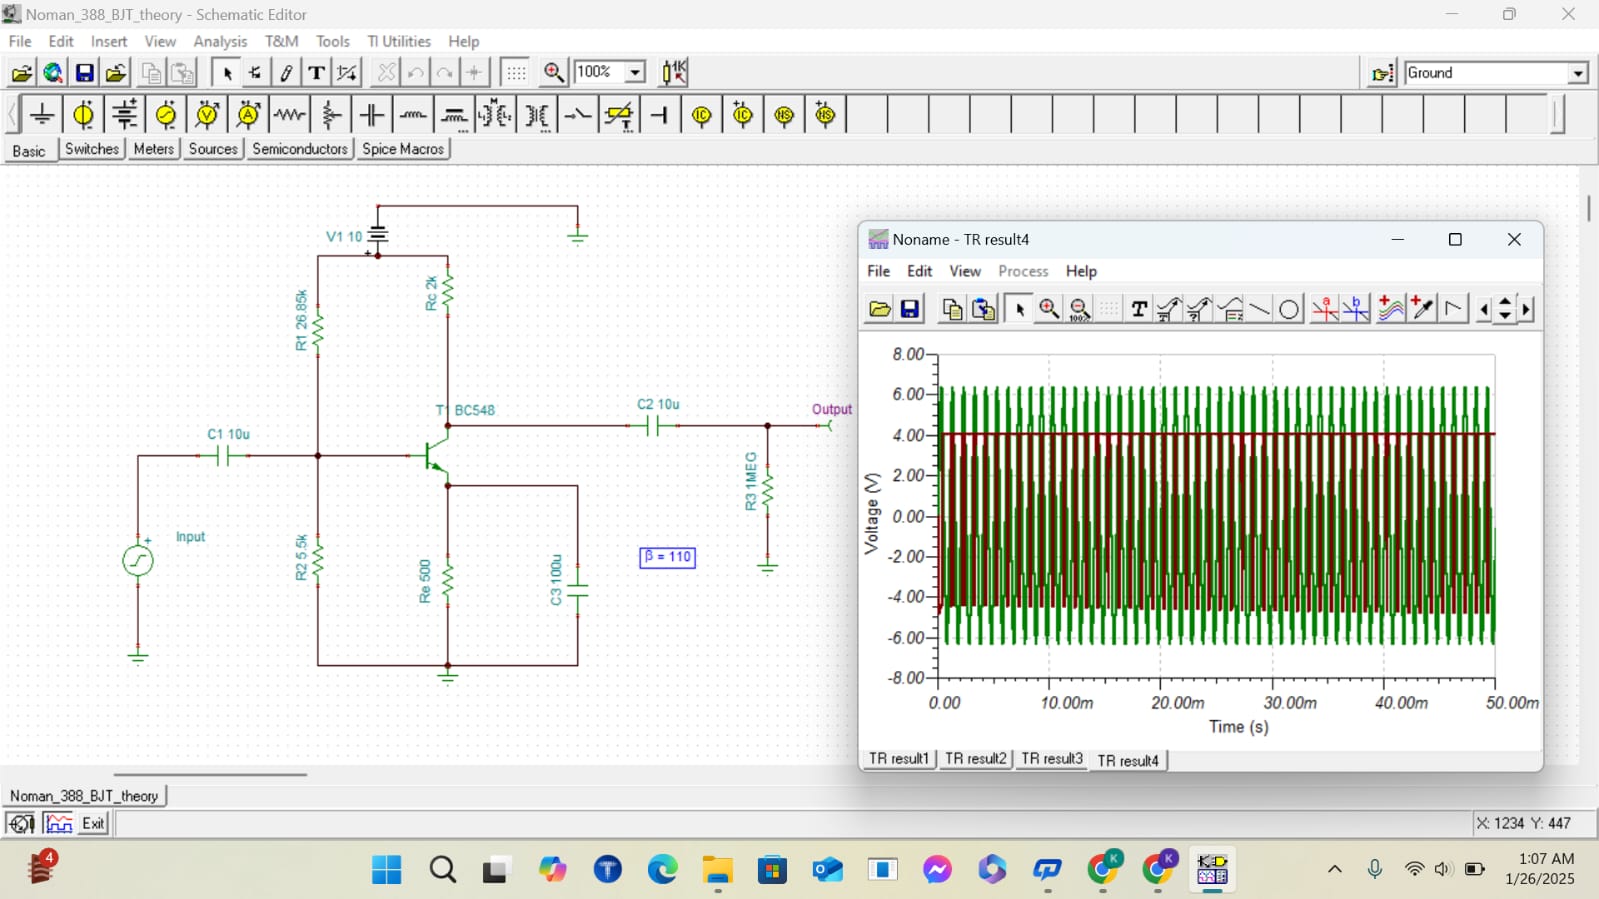 Noman_388_BJT_theory - Schematic Editor
File Edit Insert View Analysis T&M Tools TI Utilities Help
100% Ground
Basic Switches Meters Sources Semiconductors Spice Macros
V1 10
R1 26.85k
Rc 2k
T1 BC548
C2 10u
Output
C1 10u
R3 1MEG
Input
R2 5.5k
Re 500
C3 100u
β = 110
Noname - TR result4
File Edit View Process Help
8.00
6.00
4.00
2.00
0.00
-2.00
-4.00
-6.00
-8.00
Voltage (V)
0.00 10.00m 20.00m 30.00m 40.00m 50.00m
Time (s)
TR result1 TR result2 TR result3 TR result4
Noman_388_BJT_theory
Exit
X: 1234 Y: 447
4
K
K
1:07 AM
1/26/2025